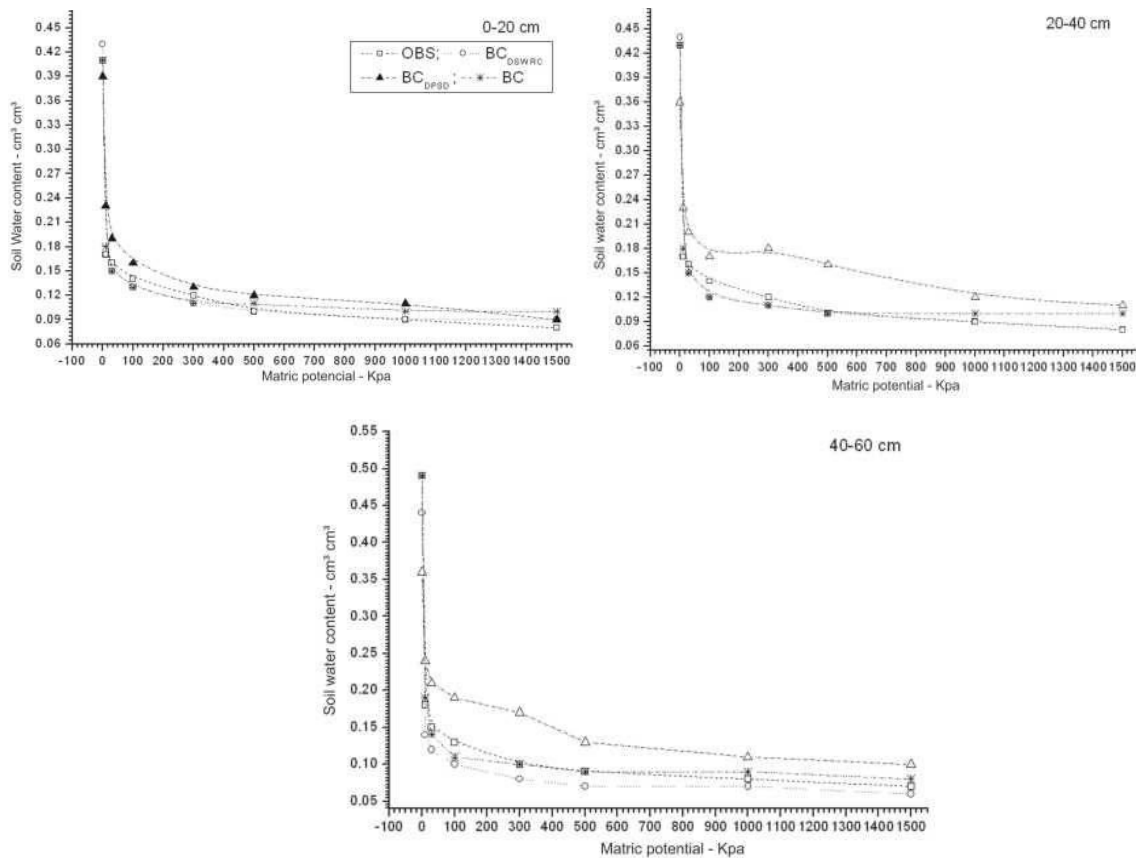 0-20 cm
OBS; BC DSWRC
BC DPSD ; BC
Soil Water content - cm³ cm³
0.45
0.42
0.39
0.36
0.33
0.30
0.27
0.24
0.21
0.18
0.15
0.12
0.09
0.06
-100 0 100 200 300 400 500 600 700 800 900 1000 1100 1200 1300 1400 1500
Matric potencial - Kpa
20-40 cm
Soil water content - cm³ cm³
0.45
0.42
0.39
0.36
0.33
0.30
0.27
0.24
0.21
0.18
0.15
0.12
0.09
0.06
-100 0 100 200 300 400 500 600 700 800 900 1000 1100 1200 1300 1400 1500
Matric potential - Kpa
40-60 cm
Soil water content - cm³ cm³
0.55
0.50
0.45
0.40
0.35
0.30
0.25
0.20
0.15
0.10
0.05
-100 0 100 200 300 400 500 600 700 800 900 1000 1100 1200 1300 1400 1500
Matric potential - Kpa